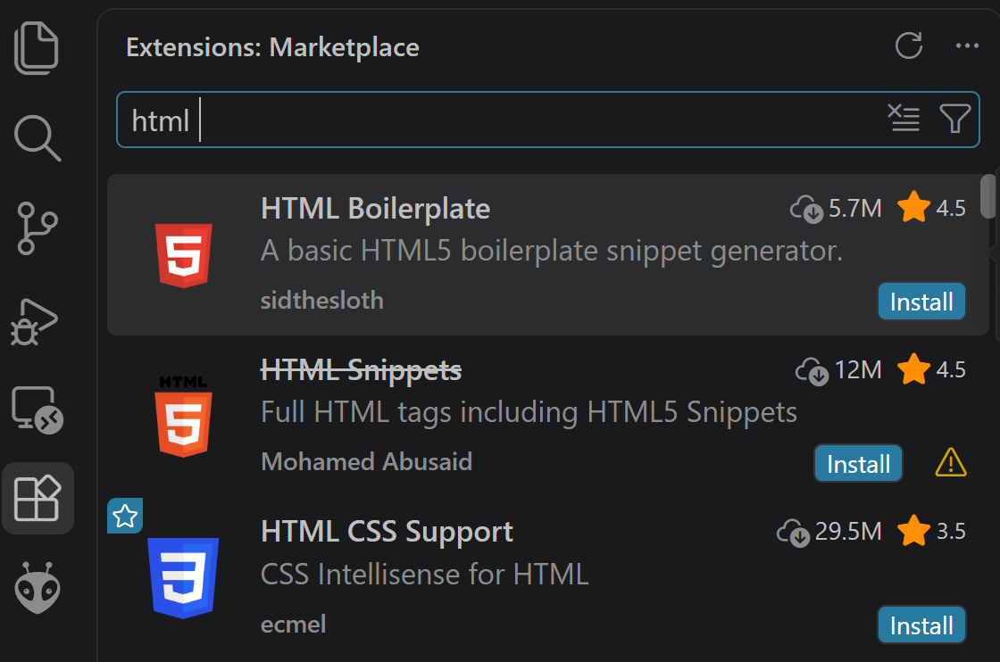 Extensions: Marketplace
html
HTML Boilerplate 5.7M 4.5
A basic HTML5 boilerplate snippet generator.
sidthesloth
Install
HTML
HTML Snippets 12M 4.5
Full HTML tags including HTML5 Snippets
Mohamed Abusaid
Install
HTML CSS Support 29.5M 3.5
CSS Intellisense for HTML
ecmel
Install